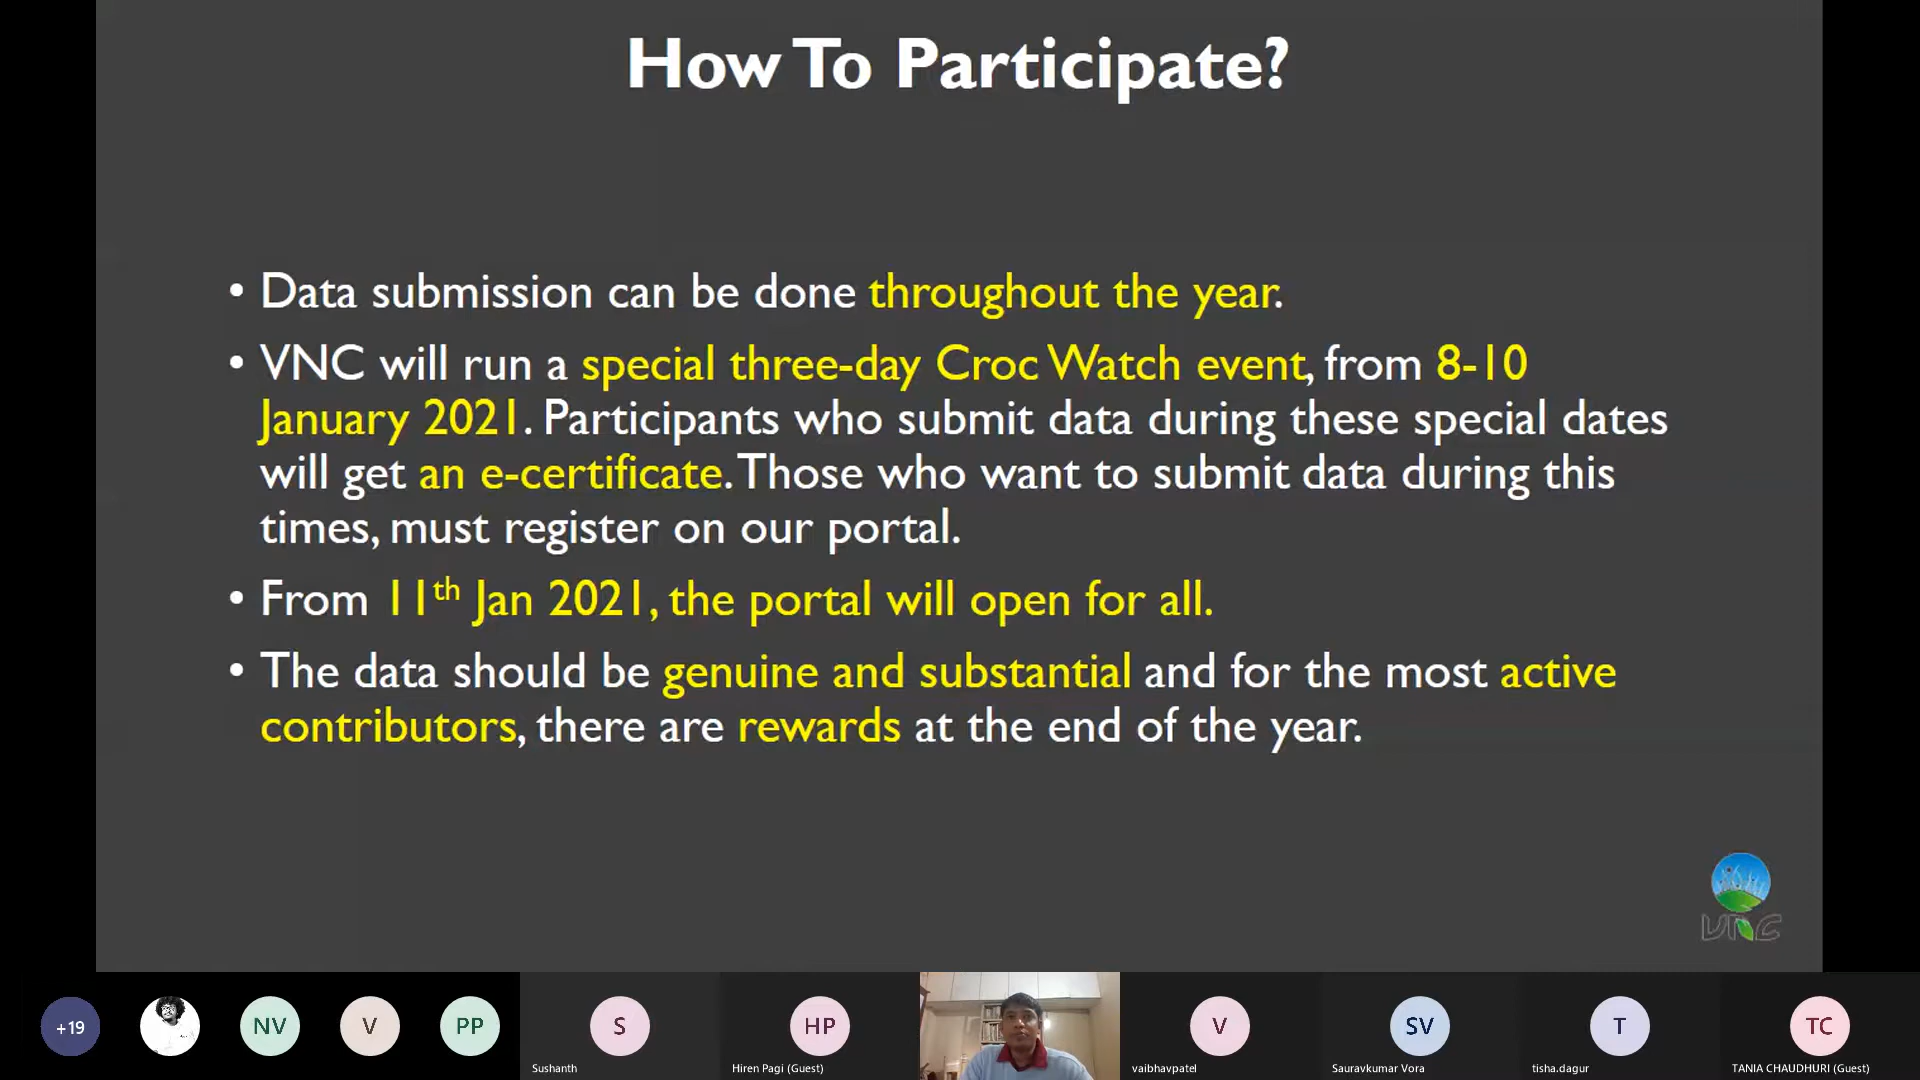 How To Participate?
• Data submission can be done throughout the year.
• VNC will run a special three-day Croc Watch event, from 8-10
January 2021. Participants who submit data during these special dates
will get an e-certificate. Those who want to submit data during this
times, must register on our portal.
• From 11th Jan 2021, the portal will open for all.
• The data should be genuine and substantial and for the most active
contributors, there are rewards at the end of the year.
VNC
+19
NV
V
PP
S
HP
V
SV
T
TC
Sushanth
Hiren Pagi (Guest)
vaibhavpatel
Sauravkumar Vora
tisha.dagur
TANIA CHAUDHURI (Guest)